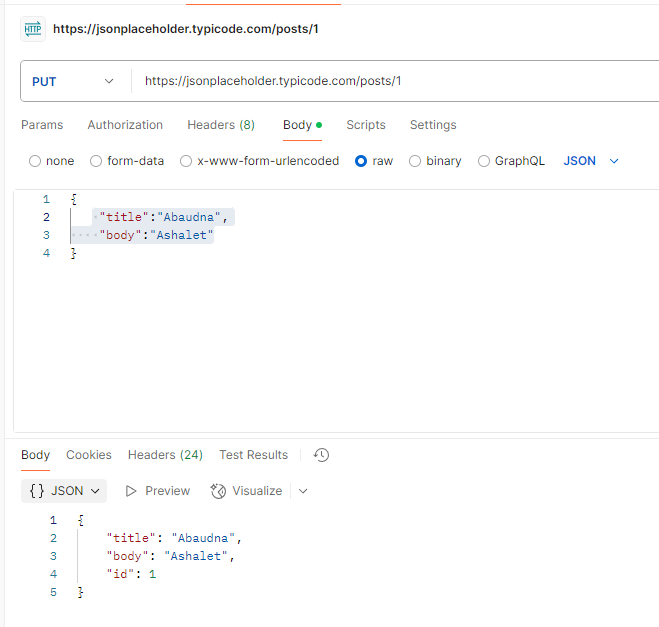 HTTP https://jsonplaceholder.typicode.com/posts/1
PUT https://jsonplaceholder.typicode.com/posts/1
Params Authorization Headers (8) Body Scripts Settings
none form-data x-www-form-urlencoded raw binary GraphQL JSON
1 {
2 "title":"Abaudna",
3 "body":"Ashalet"
4 }
Body Cookies Headers (24) Test Results
{} JSON Preview Visualize
1 {
2 "title": "Abaudna",
3 "body": "Ashalet",
4 "id": 1
5 }